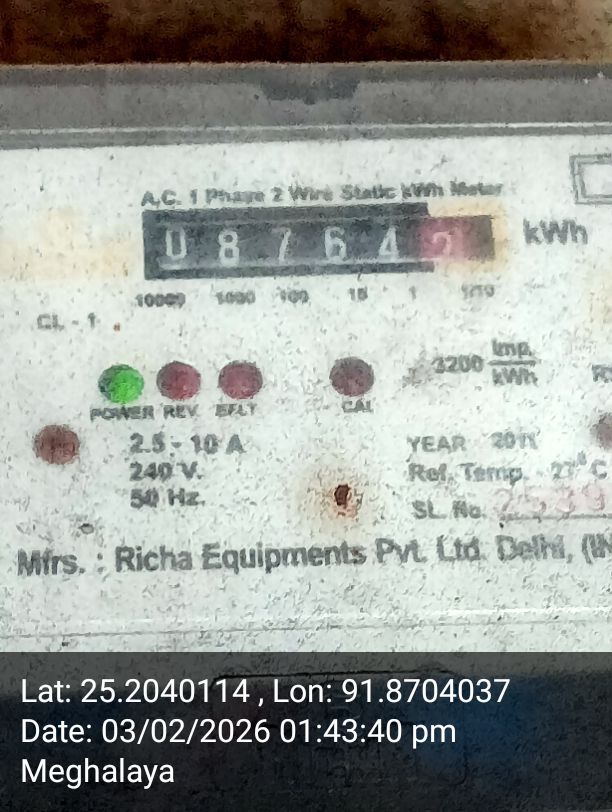 A.C. 1 Phase 2 Wire Static kWh Meter
0 8 7 6 4 kWh
10000 1000 100 10 1 1/10
CL - 1
3200 Imp. / kWh
POWER REV. EFLT CAL
2.5 - 10 A
YEAR
240 V.
Ref. Temp. - 27°C
50 Hz.
SL. No.
Mfrs. : Richa Equipments Pvt. Ltd. Delhi,
Lat: 25.2040114 , Lon: 91.8704037
Date: 03/02/2026 01:43:40 pm
Meghalaya